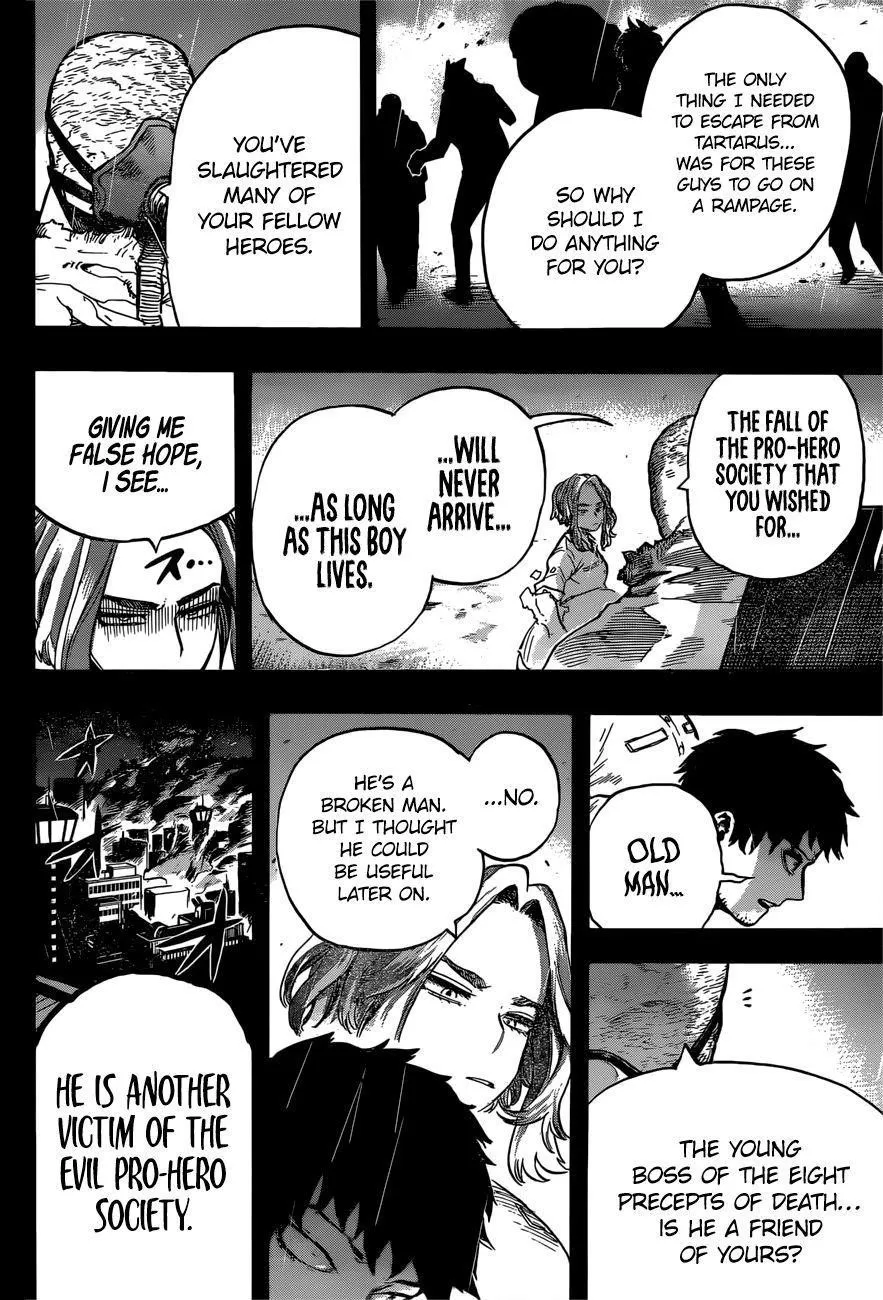 THE ONLY
THING I NEEDED
TO ESCAPE FROM
TARTARUS...
WAS FOR THESE
GUYS TO GO ON
A RAMPAGE.
SO WHY
SHOULD I
DO ANYTHING
FOR YOU?
YOU'VE
SLAUGHTERED
MANY OF
YOUR FELLOW
HEROES.
THE FALL OF
THE PRO-HERO
SOCIETY THAT
YOU WISHED
FOR...
...WILL
NEVER
ARRIVE...
...AS LONG
AS THIS BOY
LIVES.
GIVING ME
FALSE HOPE,
I SEE...
ス...
OLD
MAN...
THE YOUNG
BOSS OF THE EIGHT
PRECEPTS OF DEATH...
IS HE A FRIEND
OF YOURS?
...NO.
HE'S A
BROKEN MAN.
BUT I THOUGHT
HE COULD
BE USEFUL
LATER ON.
HE IS ANOTHER
VICTIM OF THE
EVIL PRO-HERO
SOCIETY.